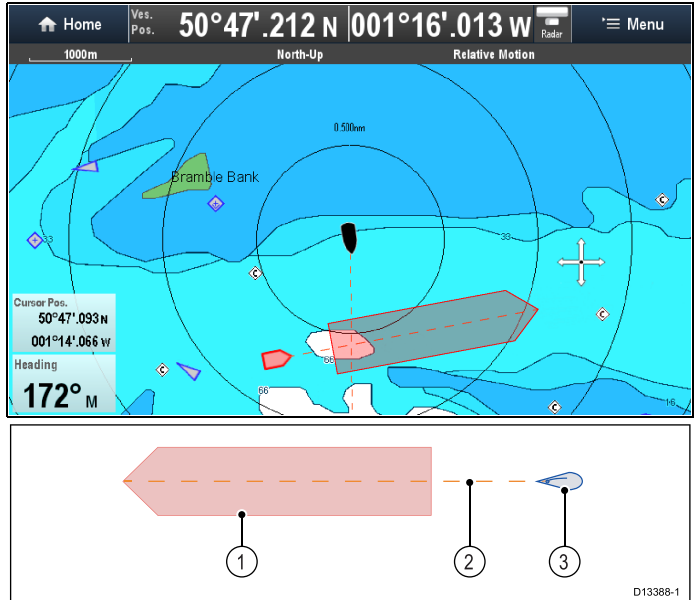 Home
Ves. Pos.
50°47'.212 N
001°16'.013 W
Radar
Menu
1000m
North-Up
Relative Motion
0.500nm
Bramble Bank
C
33
33
C
Cursor Pos.
50°47'.093 N
001°14'.066 W
C
66
C
Heading
172° M
66
C
16
1
2
3
D13388-1